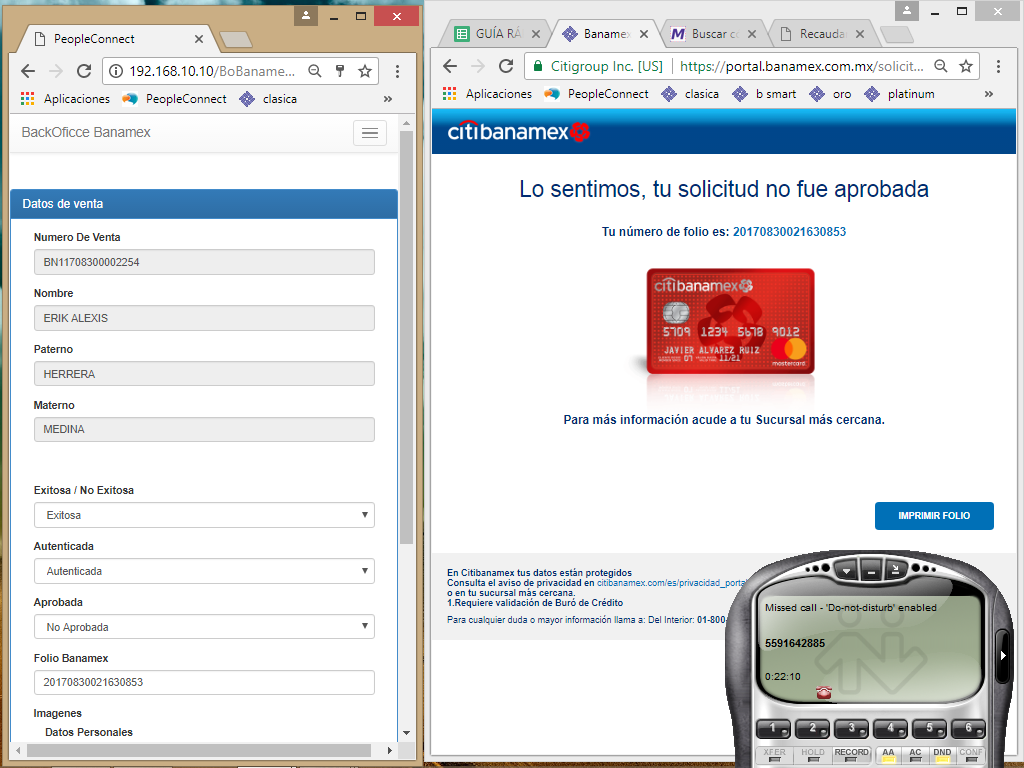 PeopleConnect
192.168.10.10/BoBaname...
Aplicaciones PeopleConnect clasica »
BackOficce Banamex
Datos de venta
Numero De Venta
BN11708300002254
Nombre
ERIK ALEXIS
Paterno
HERRERA
Materno
MEDINA
Exitosa / No Exitosa
Exitosa
Autenticada
Autenticada
Aprobada
No Aprobada
Folio Banamex
20170830021630853
Imagenes
Datos Personales
GUÍA RÁ Baname M Buscar co Recauda
Citigroup Inc. [US] https://portal.banamex.com.mx/solicit...
Aplicaciones PeopleConnect clasica b smart oro platinum »
citibanamex
Lo sentimos, tu solicitud no fue aprobada
Tu número de folio es: 20170830021630853
citibanamex
5709 1234 5678 9012
07 11/21
JAVIER ALVAREZ RUIZ
mastercard
Para más información acude a tu Sucursal más cercana.
IMPRIMIR FOLIO
En Citibanamex tus datos están protegidos
Consulta el aviso de privacidad en citibanamex.com/es/privacidad_portal
o en tu sucursal más cercana.
1.Requiere validación de Buró de Crédito
Para cualquier duda o mayor información llama a: Del Interior: 01-800-
Missed call - 'Do-not-disturb' enabled
5591642885
0:22:10
1 2 3 4 5 6
XFER HOLD RECORD AA AC DND CONF